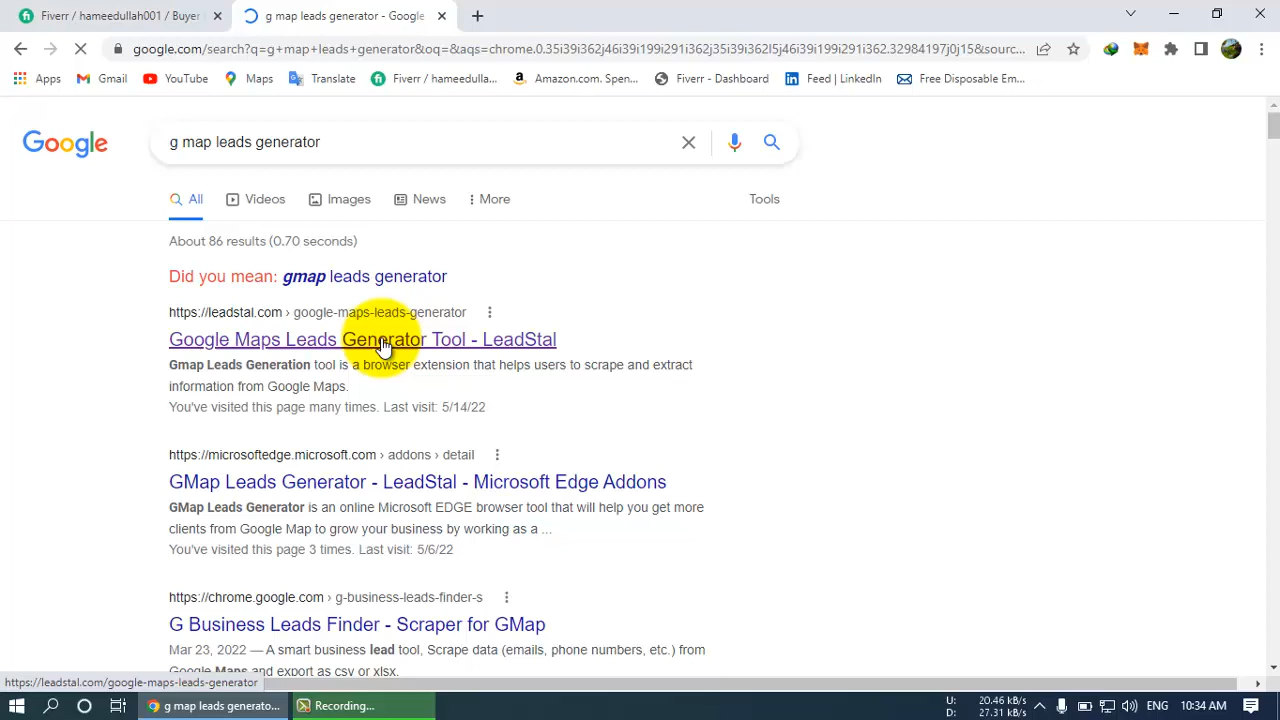 Fiverr / hameedullah001 / Buyer
g map leads generator - Google
google.com/search?q=g+map+leads+generator&oq=&aqs=chrome.0.35i39i362j46i39i199i291i362j35i39i362l5j46i39i199i291i362.32984197j0j15&sourc...
Apps
Gmail
YouTube
Maps
Translate
Fiverr / hameedulla...
Amazon.com. Spen...
Fiverr - Dashboard
Feed | LinkedIn
Free Disposable Em...
Google
g map leads generator
All
Videos
Images
News
More
Tools
About 86 results (0.70 seconds)
Did you mean: gmap leads generator
https://leadstal.com › google-maps-leads-generator
Google Maps Leads Generator Tool - LeadStal
Gmap Leads Generation tool is a browser extension that helps users to scrape and extract
information from Google Maps.
You've visited this page many times. Last visit: 5/14/22
https://microsoftedge.microsoft.com › addons › detail
GMap Leads Generator - LeadStal - Microsoft Edge Addons
GMap Leads Generator is an online Microsoft EDGE browser tool that will help you get more
clients from Google Map to grow your business by working as a ...
You've visited this page 3 times. Last visit: 5/6/22
https://chrome.google.com › g-business-leads-finder-s
G Business Leads Finder - Scraper for GMap
Mar 23, 2022 — A smart business lead tool, Scrape data (emails, phone numbers, etc.) from
Google Maps and export as csv or xlsx.
https://leadstal.com/google-maps-leads-generator
g map leads generato...
Recording...
U: 20.46 kB/s
D: 27.31 kB/s
ENG
10:34 AM